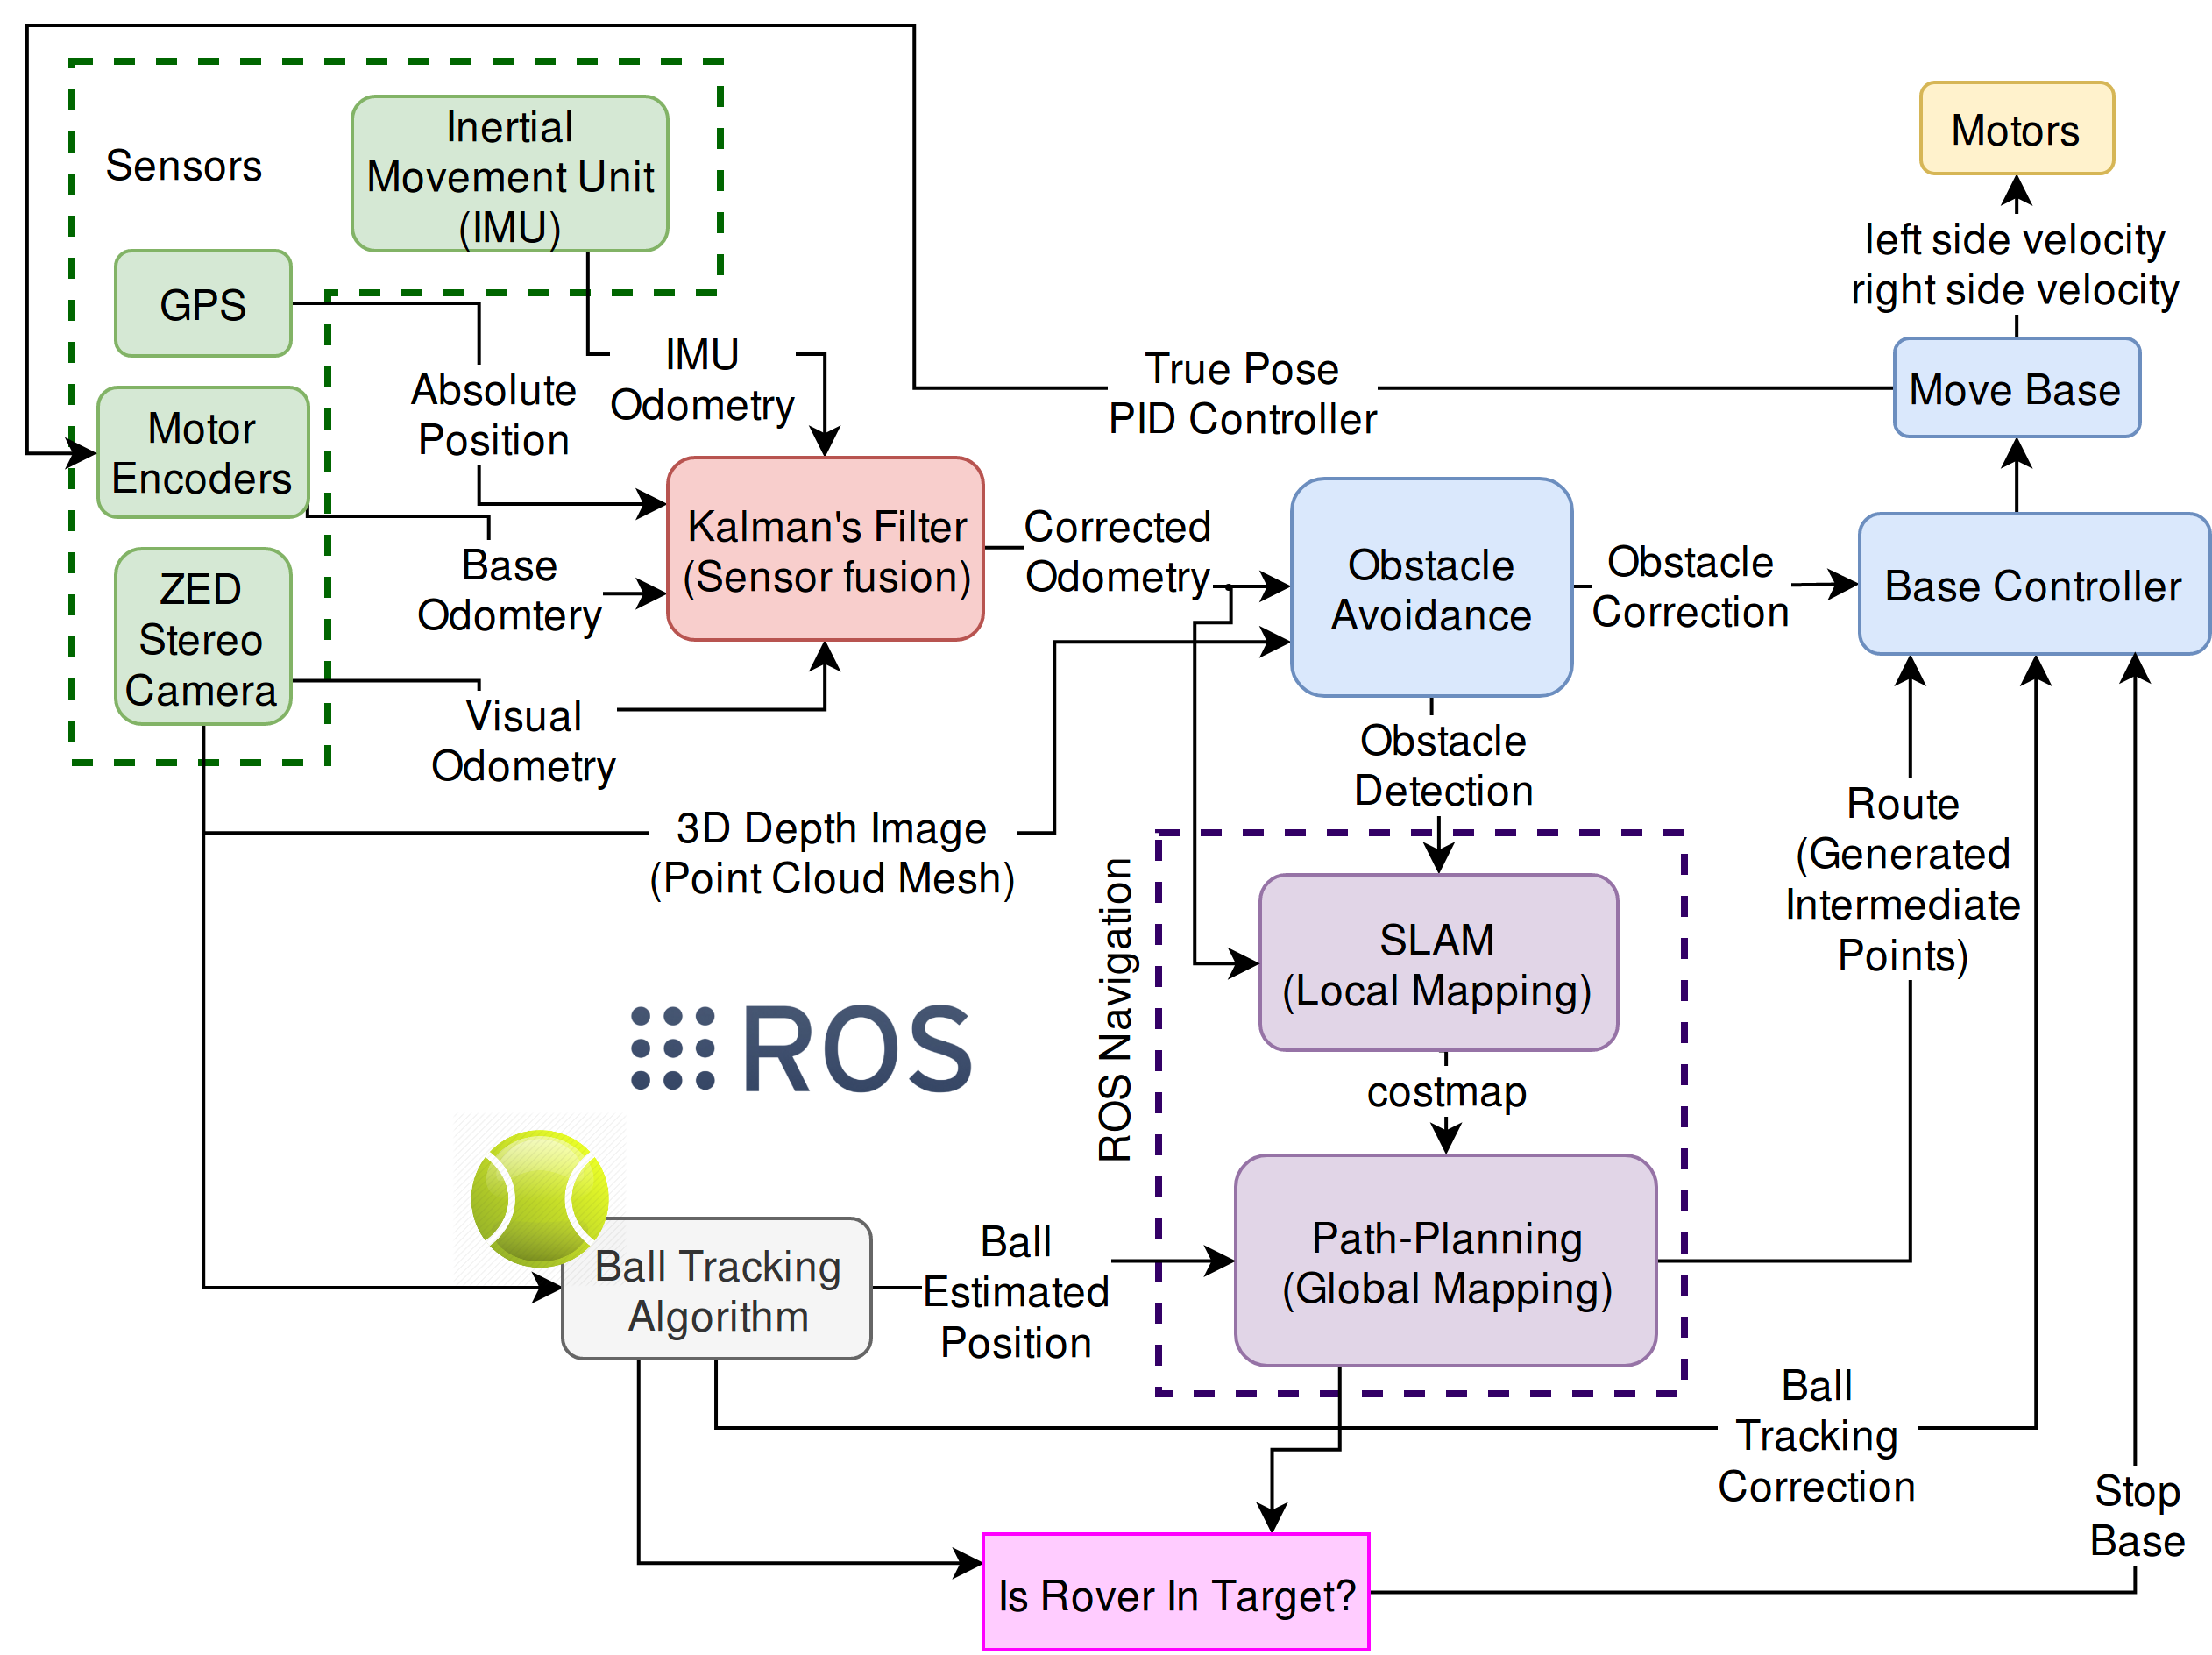 Sensors
Inertial
Movement Unit
(IMU)
GPS
Motor
Encoders
ZED
Stereo
Camera
Absolute
Position
IMU
Odometry
Base
Odomtery
Visual
Odometry
3D Depth Image
(Point Cloud Mesh)
Kalman's Filter
(Sensor fusion)
Corrected
Odometry
True Pose
PID Controller
Motors
left side velocity
right side velocity
Move Base
Obstacle
Avoidance
Obstacle
Correction
Base Controller
Obstacle
Detection
ROS Navigation
SLAM
(Local Mapping)
costmap
Path-Planning
(Global Mapping)
Route
(Generated
Intermediate
Points)
ROS
Ball Tracking
Algorithm
Ball
Estimated
Position
Ball
Tracking
Correction
Stop
Base
Is Rover In Target?